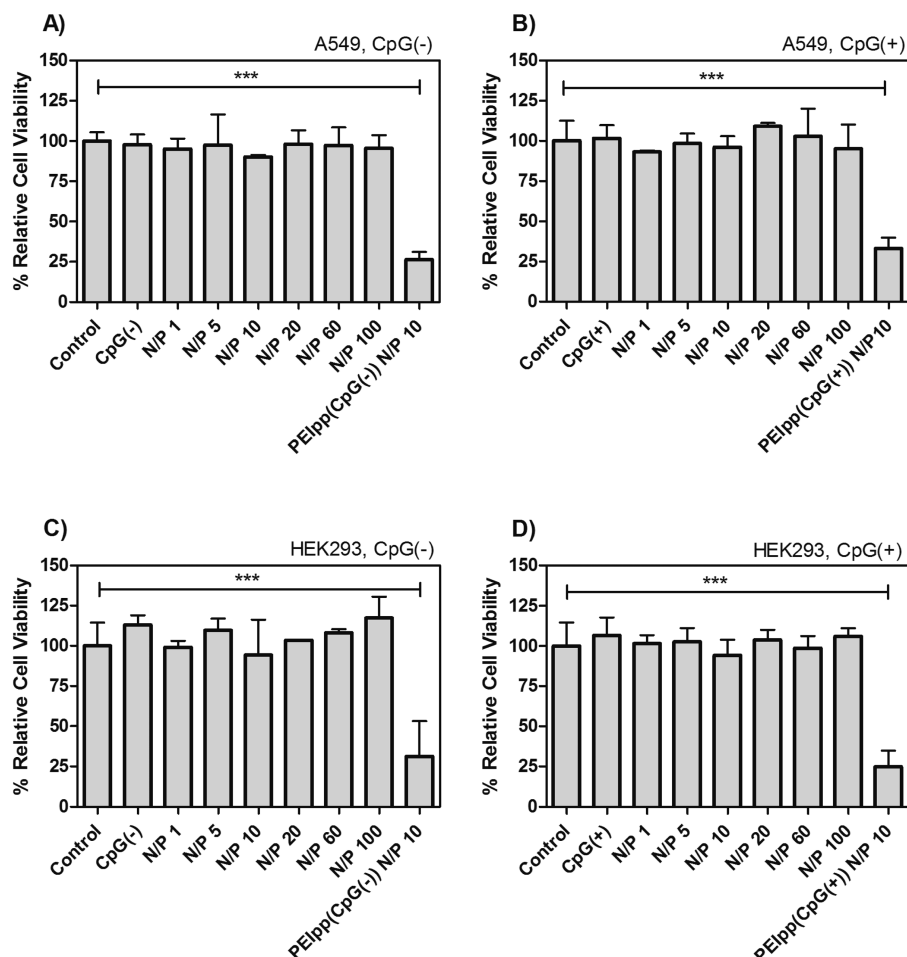 A)
A549, CpG(-)
***
% Relative Cell Viability
150
125
100
75
50
25
0
Control
CpG(-)
N/P 1
N/P 5
N/P 10
N/P 20
N/P 60
N/P 100
PEIpp(CpG(-)) N/P 10
B)
A549, CpG(+)
***
% Relative Cell Viability
150
125
100
75
50
25
0
Control
CpG(+)
N/P 1
N/P 5
N/P 10
N/P 20
N/P 60
N/P 100
PEIpp(CpG(+)) N/P10
C)
HEK293, CpG(-)
***
% Relative Cell Viability
150
125
100
75
50
25
0
Control
CpG(-)
N/P 1
N/P 5
N/P 10
N/P 20
N/P 60
N/P 100
PEIpp(CpG(-)) N/P 10
D)
HEK293, CpG(+)
***
% Relative Cell Viability
150
125
100
75
50
25
0
Control
CpG(+)
N/P 1
N/P 5
N/P 10
N/P 20
N/P 60
N/P 100
PEIpp(CpG(+)) N/P 10